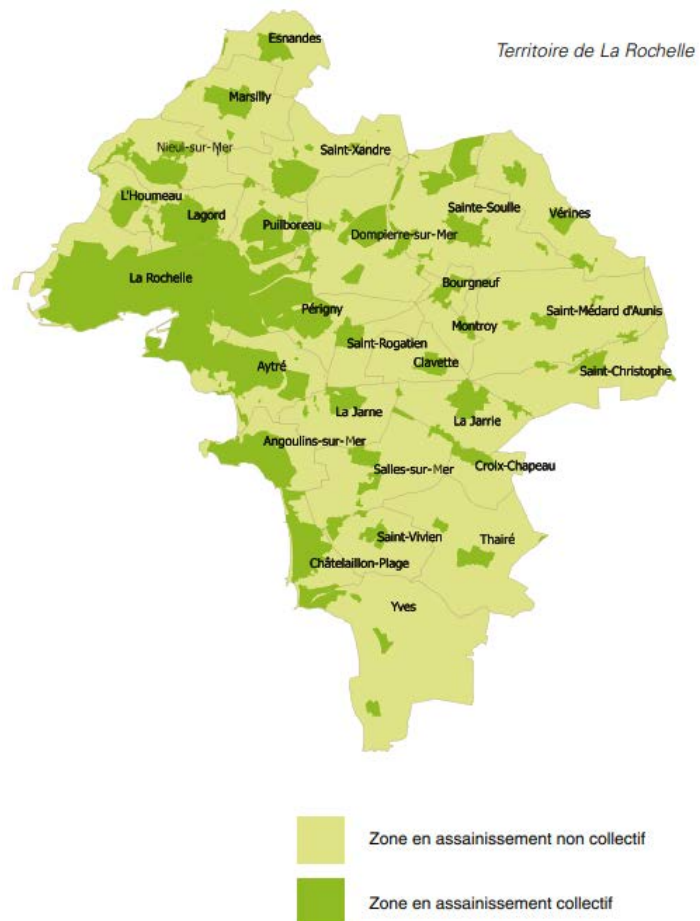 Esnandes
Territoire de La Rochelle
Marsilly
Nieul-sur-Mer
Saint-Xandre
L'Houmeau
Lagord
Puilboreau
Sainte-Soulle
Vérines
Dompierre-sur-Mer
La Rochelle
Bourgneuf
Périgny
Montroy
Saint-Médard d'Aunis
Saint-Rogatien
Clavette
Aytré
Saint-Christophe
La Jarne
La Jarrie
Angoulins-sur-Mer
Salles-sur-Mer
Croix-Chapeau
Saint-Vivien
Thairé
Châtelaillon-Plage
Yves
Zone en assainissement non collectif
Zone en assainissement collectif